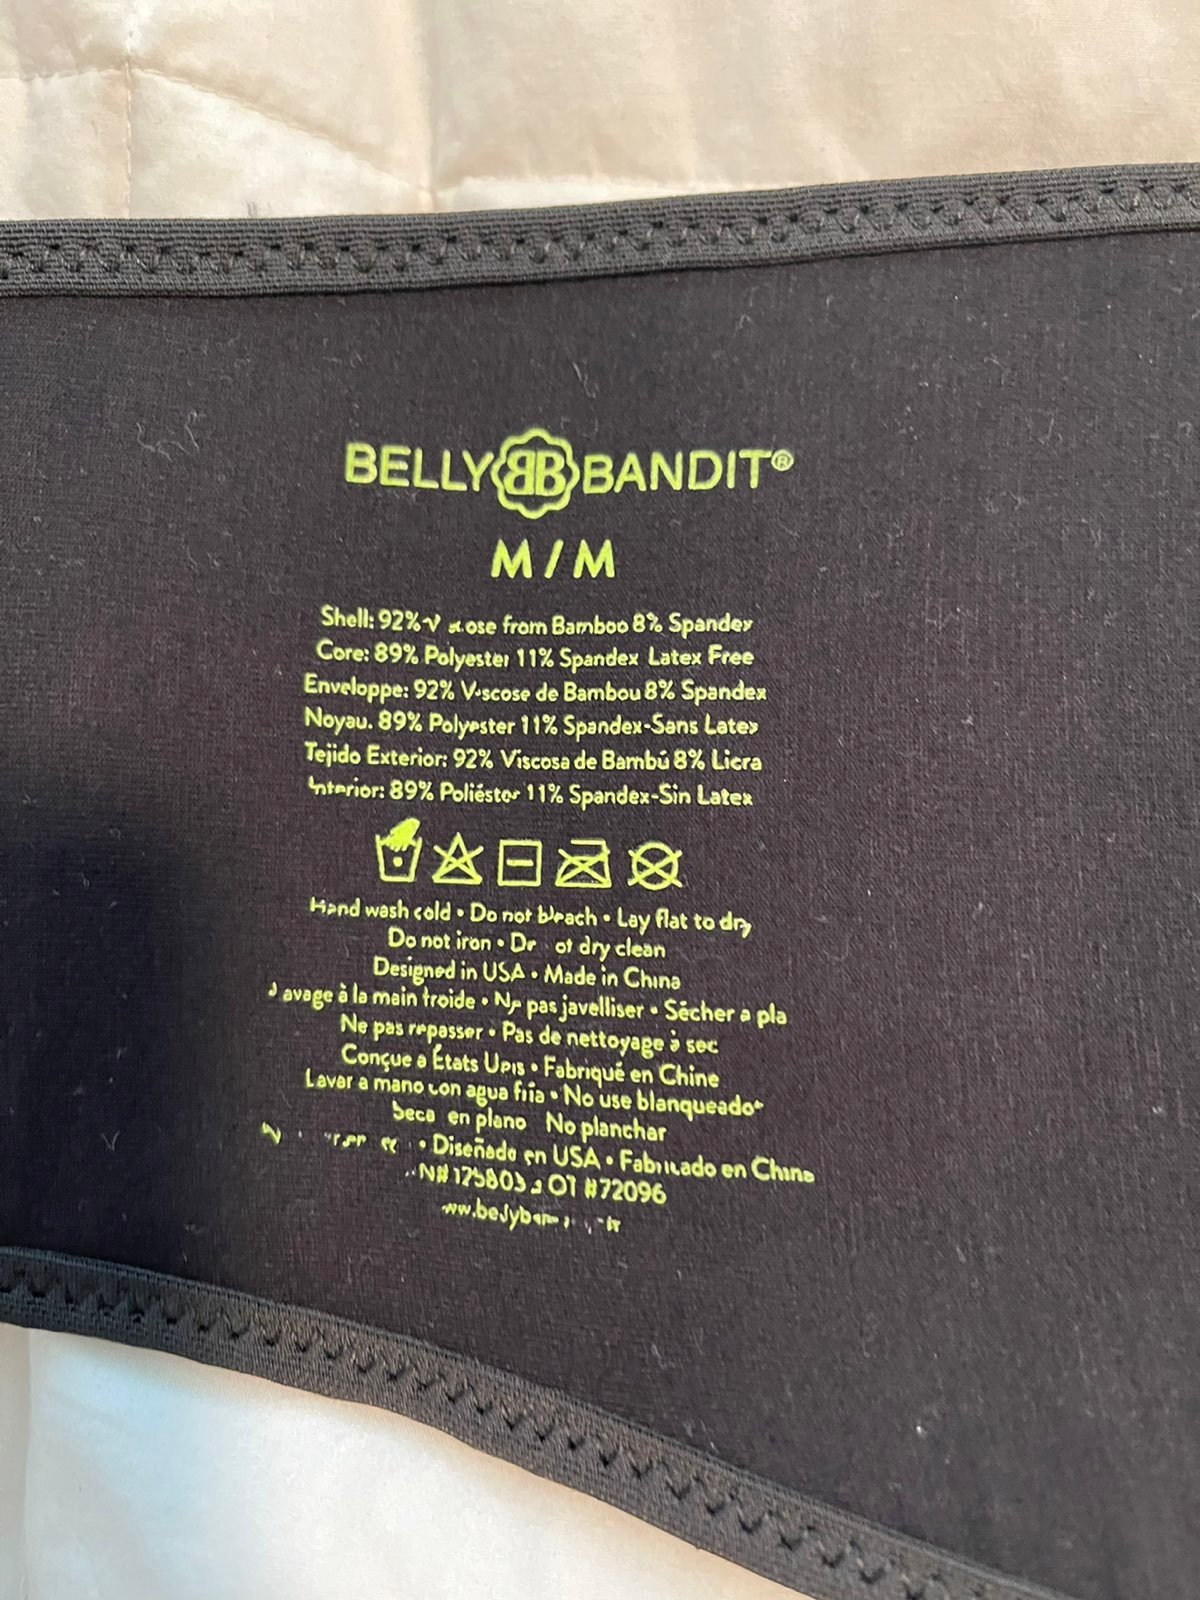 BELLY BB BANDIT®
M / M
Shell: 92% from Bamboo 8% Spandex
Core: 89% Polyester 11% Spandex Latex Free
Enveloppe: 92% Viscose de Bambou 8% Spandex
Noyau. 89% Polyester 11% Spandex-Sans Latex
Tejido Exterior: 92% Viscosa de Bambú 8% Licra
Interior: 89% Poliéster 11% Spandex-Sin Latex
Hand wash cold • Do not bleach • Lay flat to dry
Do not iron • dry clean
Designed in USA • Made in China
à la main froide • Ne pas javelliser • Sécher a pla
Ne pas repasser • Pas de nettoyage à sec
Conçue a États Unis • Fabriqué en Chine
Lavar a mano con agua fría • No use blanqueador
en plano No planchar
• Diseñado en USA • Fabricado en China
#72096